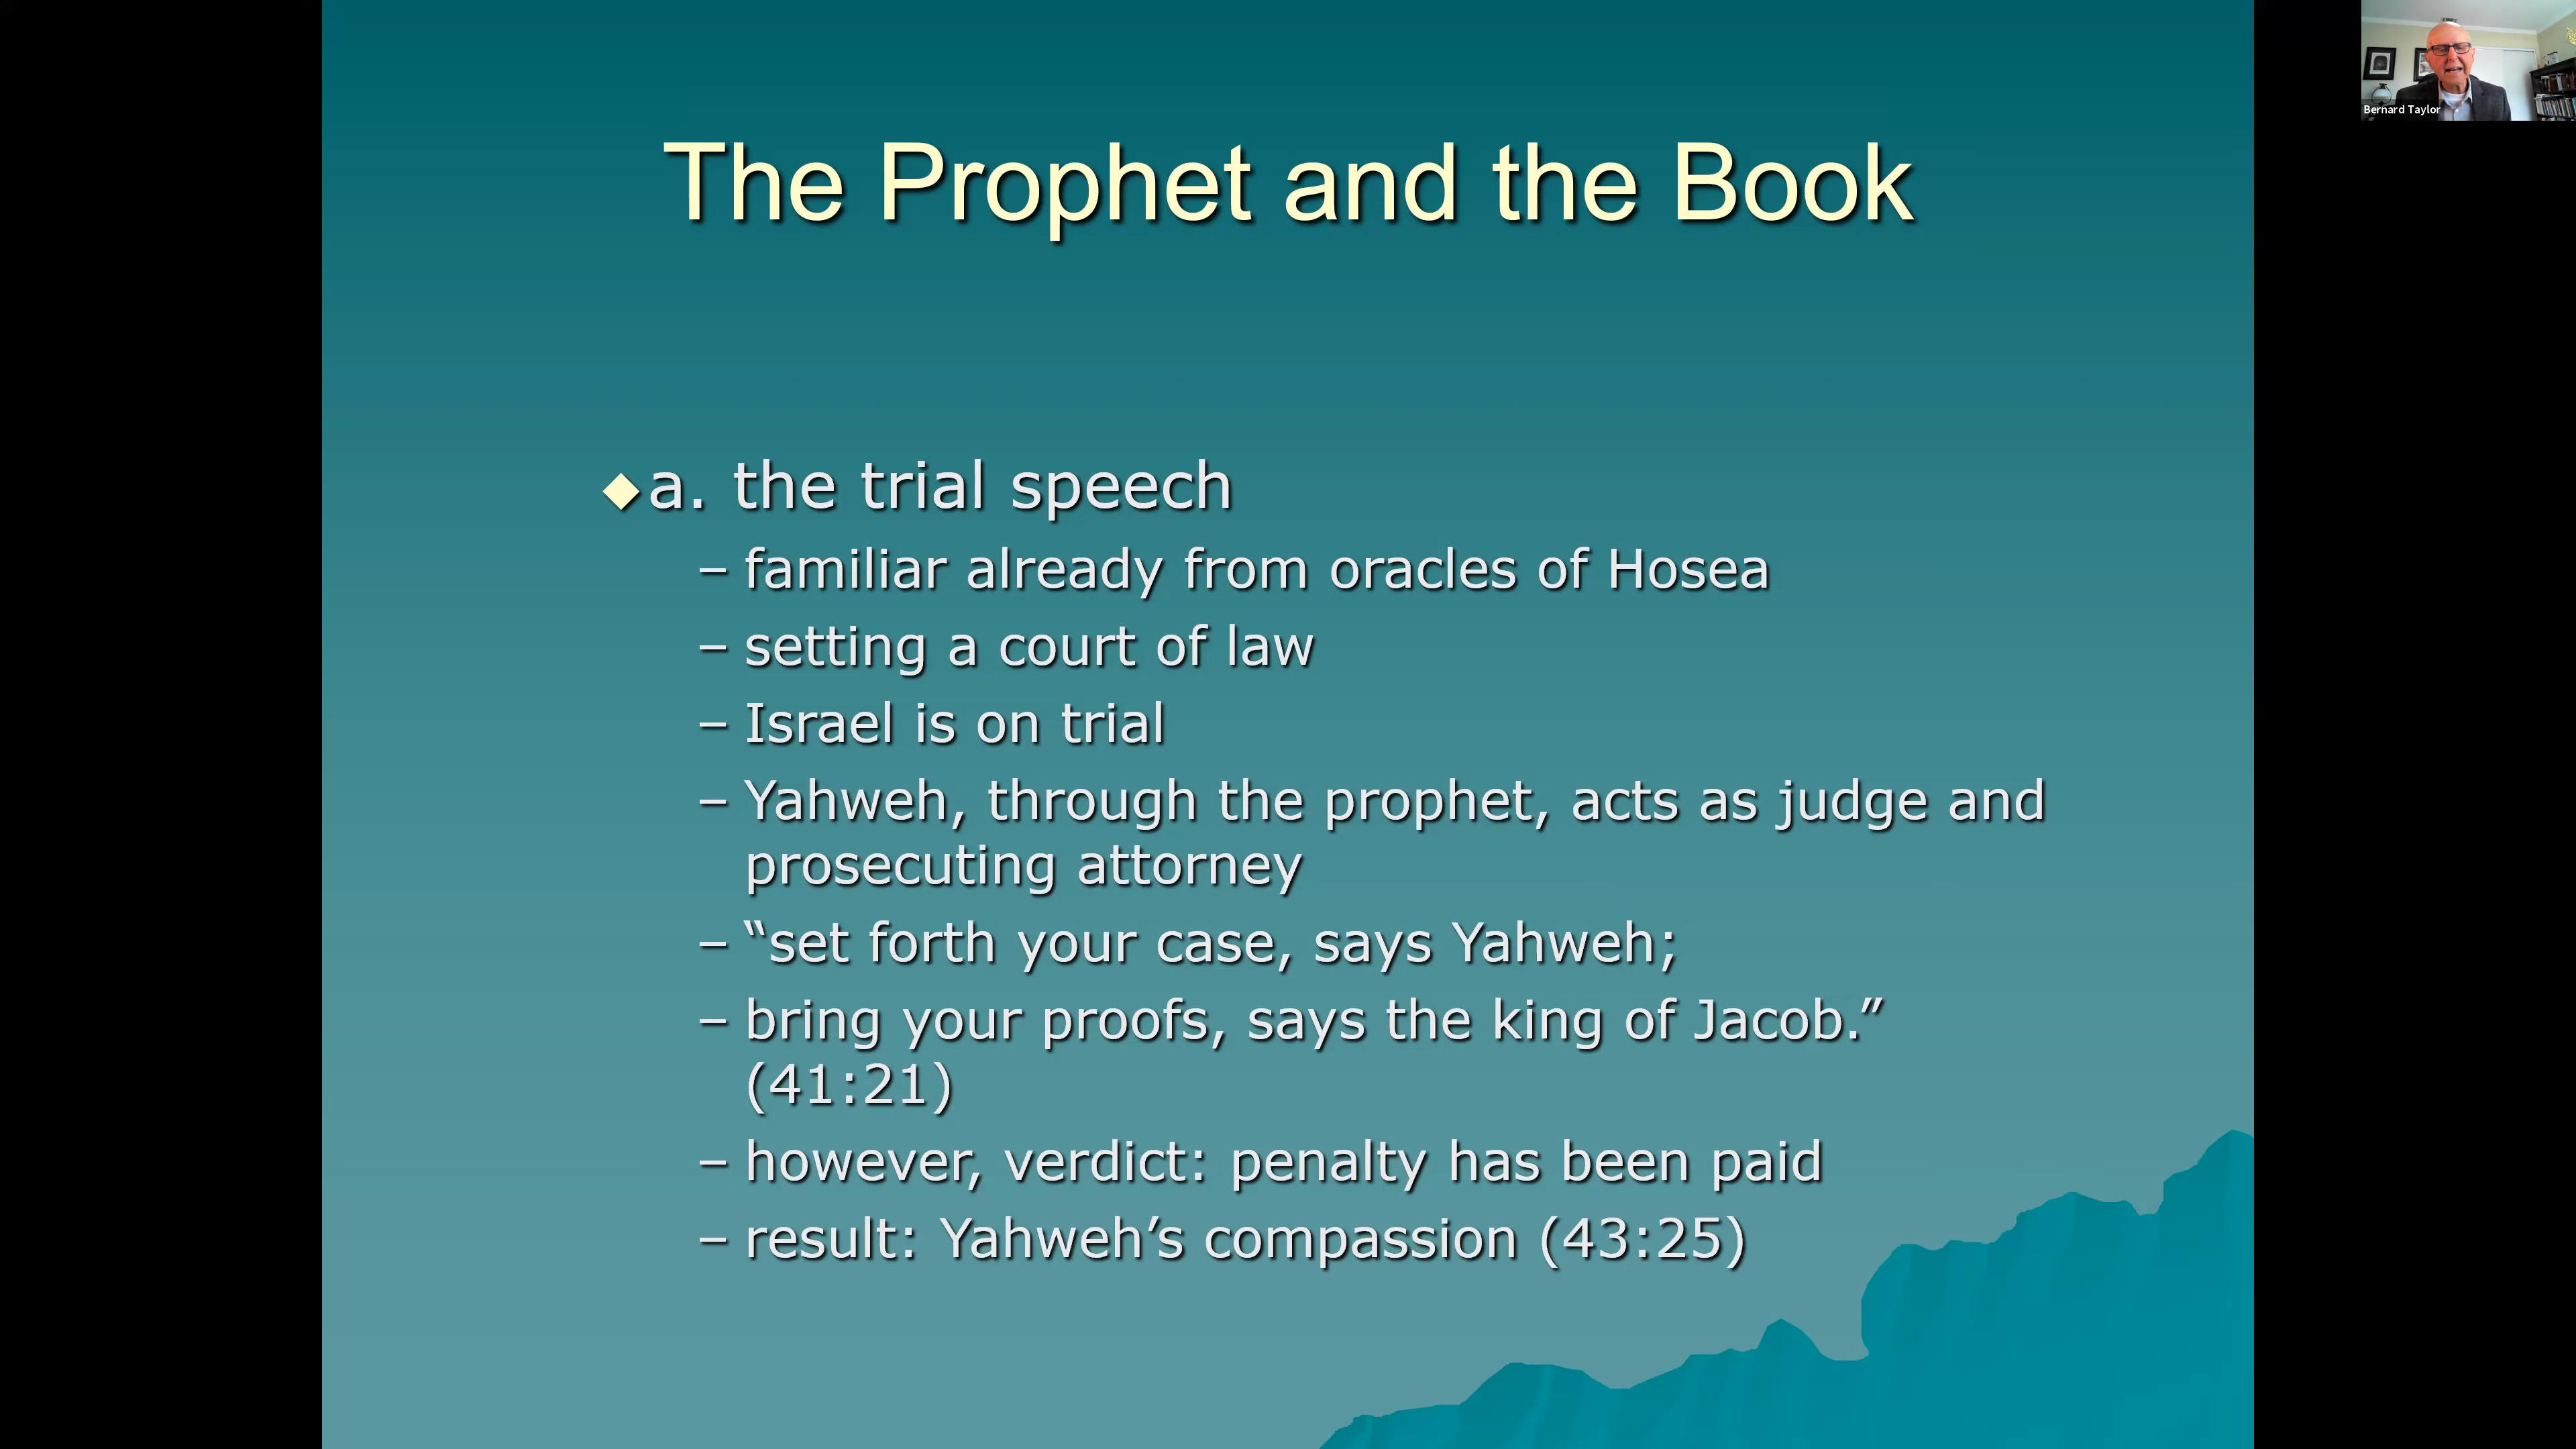 Bernard Taylor
The Prophet and the Book
a. the trial speech
– familiar already from oracles of Hosea
– setting a court of law
– Israel is on trial
– Yahweh, through the prophet, acts as judge and
prosecuting attorney
– “set forth your case, says Yahweh;
– bring your proofs, says the king of Jacob.”
(41:21)
– however, verdict: penalty has been paid
– result: Yahweh’s compassion (43:25)